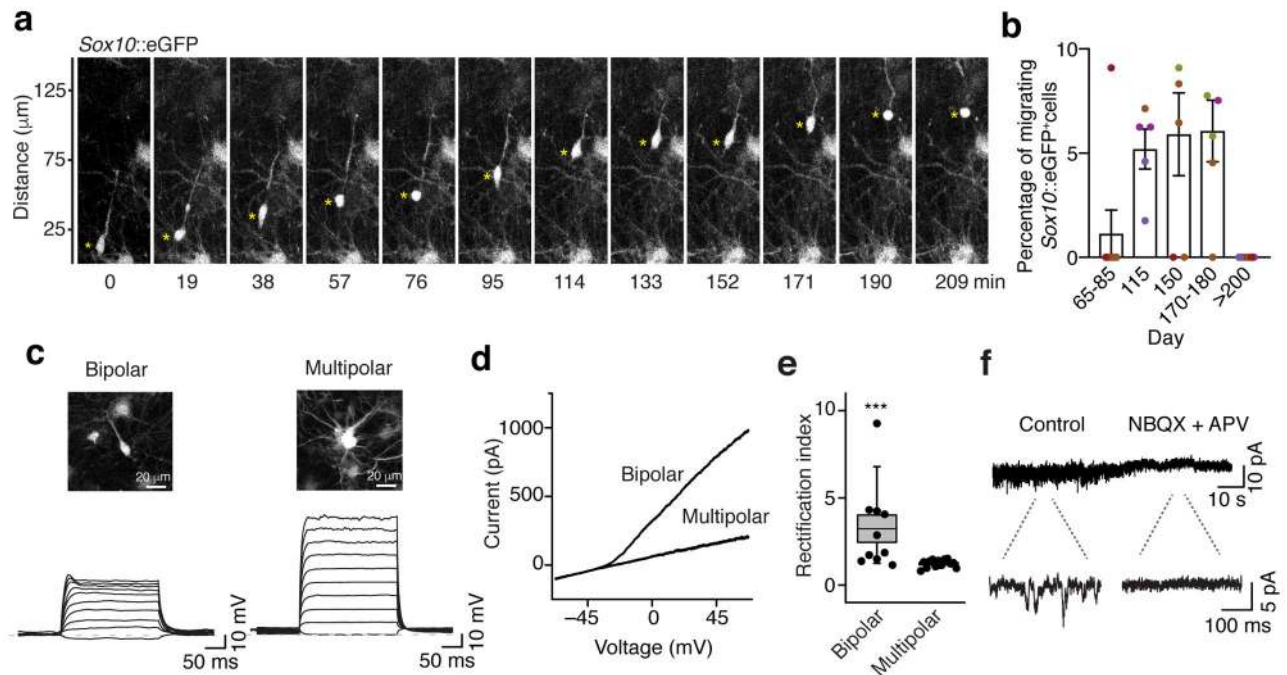 a
Sox10::eGFP
Distance (μm)
125
75
25
* * * * * * * * * * * *
0 19 38 57 76 95 114 133 152 171 190 209 min
b
Percentage of migrating
Sox10::eGFP+cells
10
5
0
65-85 115 150 170-180 >200
Day
c
Bipolar Multipolar
20 μm 20 μm
10 mV 10 mV
50 ms 50 ms
d
Current (pA)
1000
500
0
Bipolar
Multipolar
−45 0 45
Voltage (mV)
e
Rectification index
10
5
0
***
Bipolar Multipolar
f
Control NBQX + APV
10 pA
10 s
5 pA
100 ms